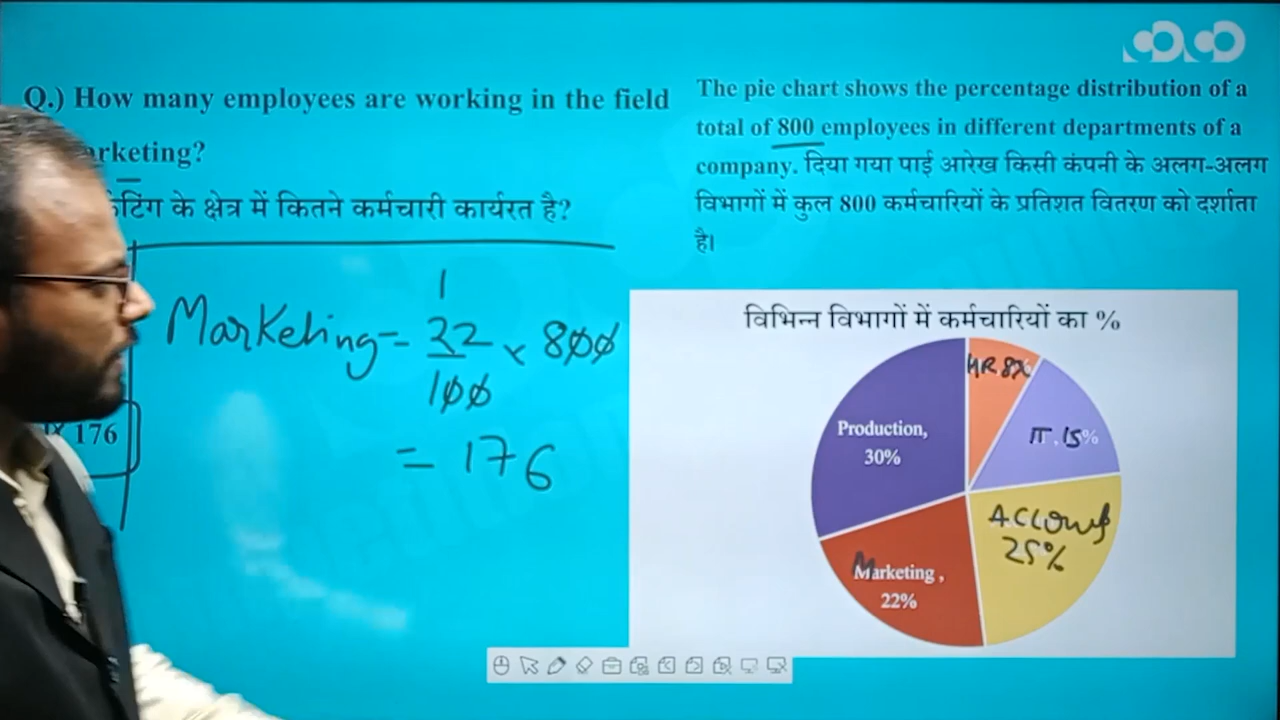 Q.) How many employees are working in the field
rketing?
टिंग के क्षेत्र में कितने कर्मचारी कार्यरत है?
The pie chart shows the percentage distribution of a
total of 800 employees in different departments of a
company. दिया गया पाई आरेख किसी कंपनी के अलग-अलग
विभागों में कुल 800 कर्मचारियों के प्रतिशत वितरण को दर्शाता
है।
1
Marketing = 22 × 800
100
= 176
176
विभिन्न विभागों में कर्मचारियों का %
HR 8%
IT. 15%
Production,
30%
Accounts
25%
Marketing ,
22%